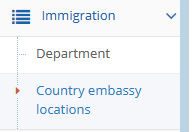 Immigration
Department
Country embassy
locations